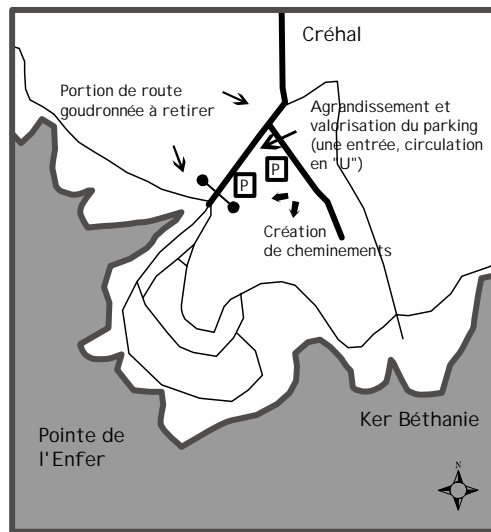 Créhal
Portion de route
goudronnée à retirer
Agrandissement et
valorisation du parking
(une entrée, circulation
en "U")
P
P
Création
de cheminements
Ker Béthanie
Pointe de
l'Enfer
N